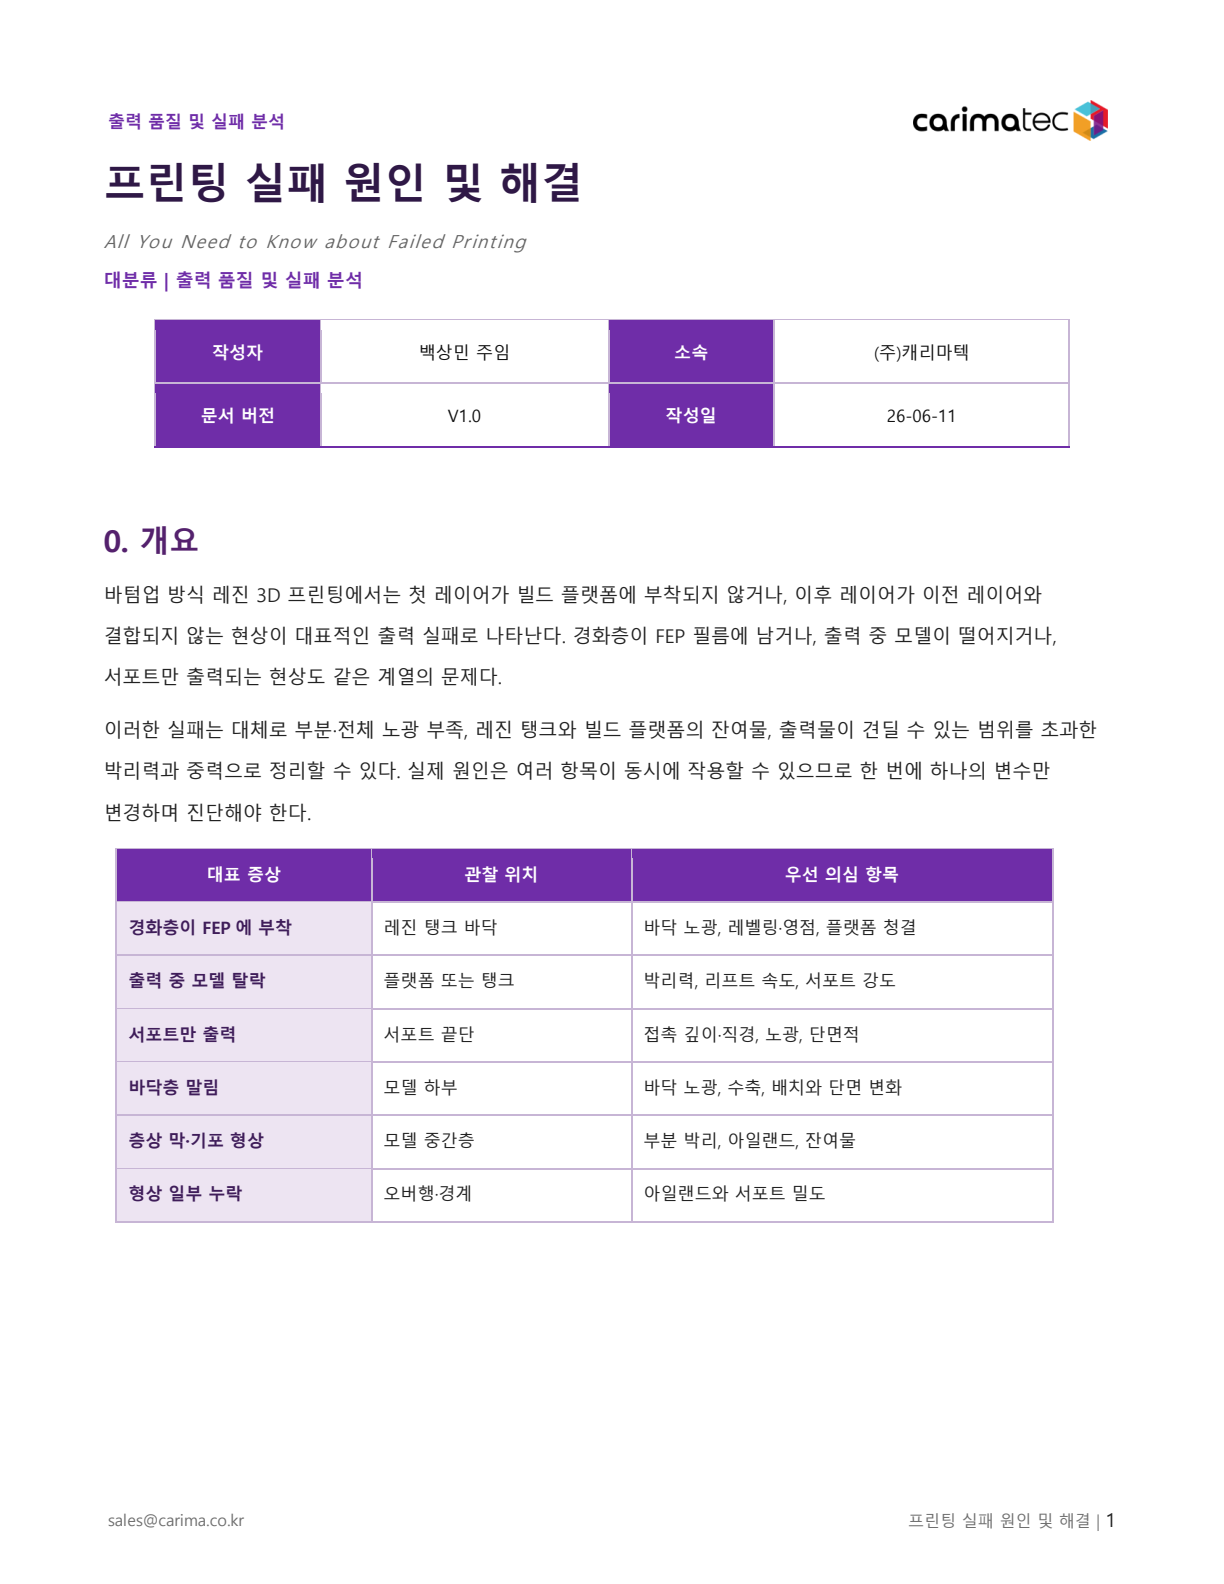 출력 품질 및 실패 분석
carimatec
프린팅 실패 원인 및 해결
All You Need to Know about Failed Printing
대분류 | 출력 품질 및 실패 분석
작성자 백상민 주임 소속 (주)캐리마텍
문서 버전 V1.0 작성일 26-06-11
0. 개요
바텀업 방식 레진 3D 프린팅에서는 첫 레이어가 빌드 플랫폼에 부착되지 않거나, 이후 레이어가 이전 레이어와
결합되지 않는 현상이 대표적인 출력 실패로 나타난다. 경화층이 FEP 필름에 남거나, 출력 중 모델이 떨어지거나,
서포트만 출력되는 현상도 같은 계열의 문제다.
이러한 실패는 대체로 부분·전체 노광 부족, 레진 탱크와 빌드 플랫폼의 잔여물, 출력물이 견딜 수 있는 범위를 초과한
박리력과 중력으로 정리할 수 있다. 실제 원인은 여러 항목이 동시에 작용할 수 있으므로 한 번에 하나의 변수만
변경하며 진단해야 한다.
대표 증상 관찰 위치 우선 의심 항목
경화층이 FEP 에 부착 레진 탱크 바닥 바닥 노광, 레벨링·영점, 플랫폼 청결
출력 중 모델 탈락 플랫폼 또는 탱크 박리력, 리프트 속도, 서포트 강도
서포트만 출력 서포트 끝단 접촉 깊이·직경, 노광, 단면적
바닥층 말림 모델 하부 바닥 노광, 수축, 배치와 단면 변화
층상 막·기포 형상 모델 중간층 부분 박리, 아일랜드, 잔여물
형상 일부 누락 오버행·경계 아일랜드와 서포트 밀도
sales@carima.co.kr 프린팅 실패 원인 및 해결 | 1